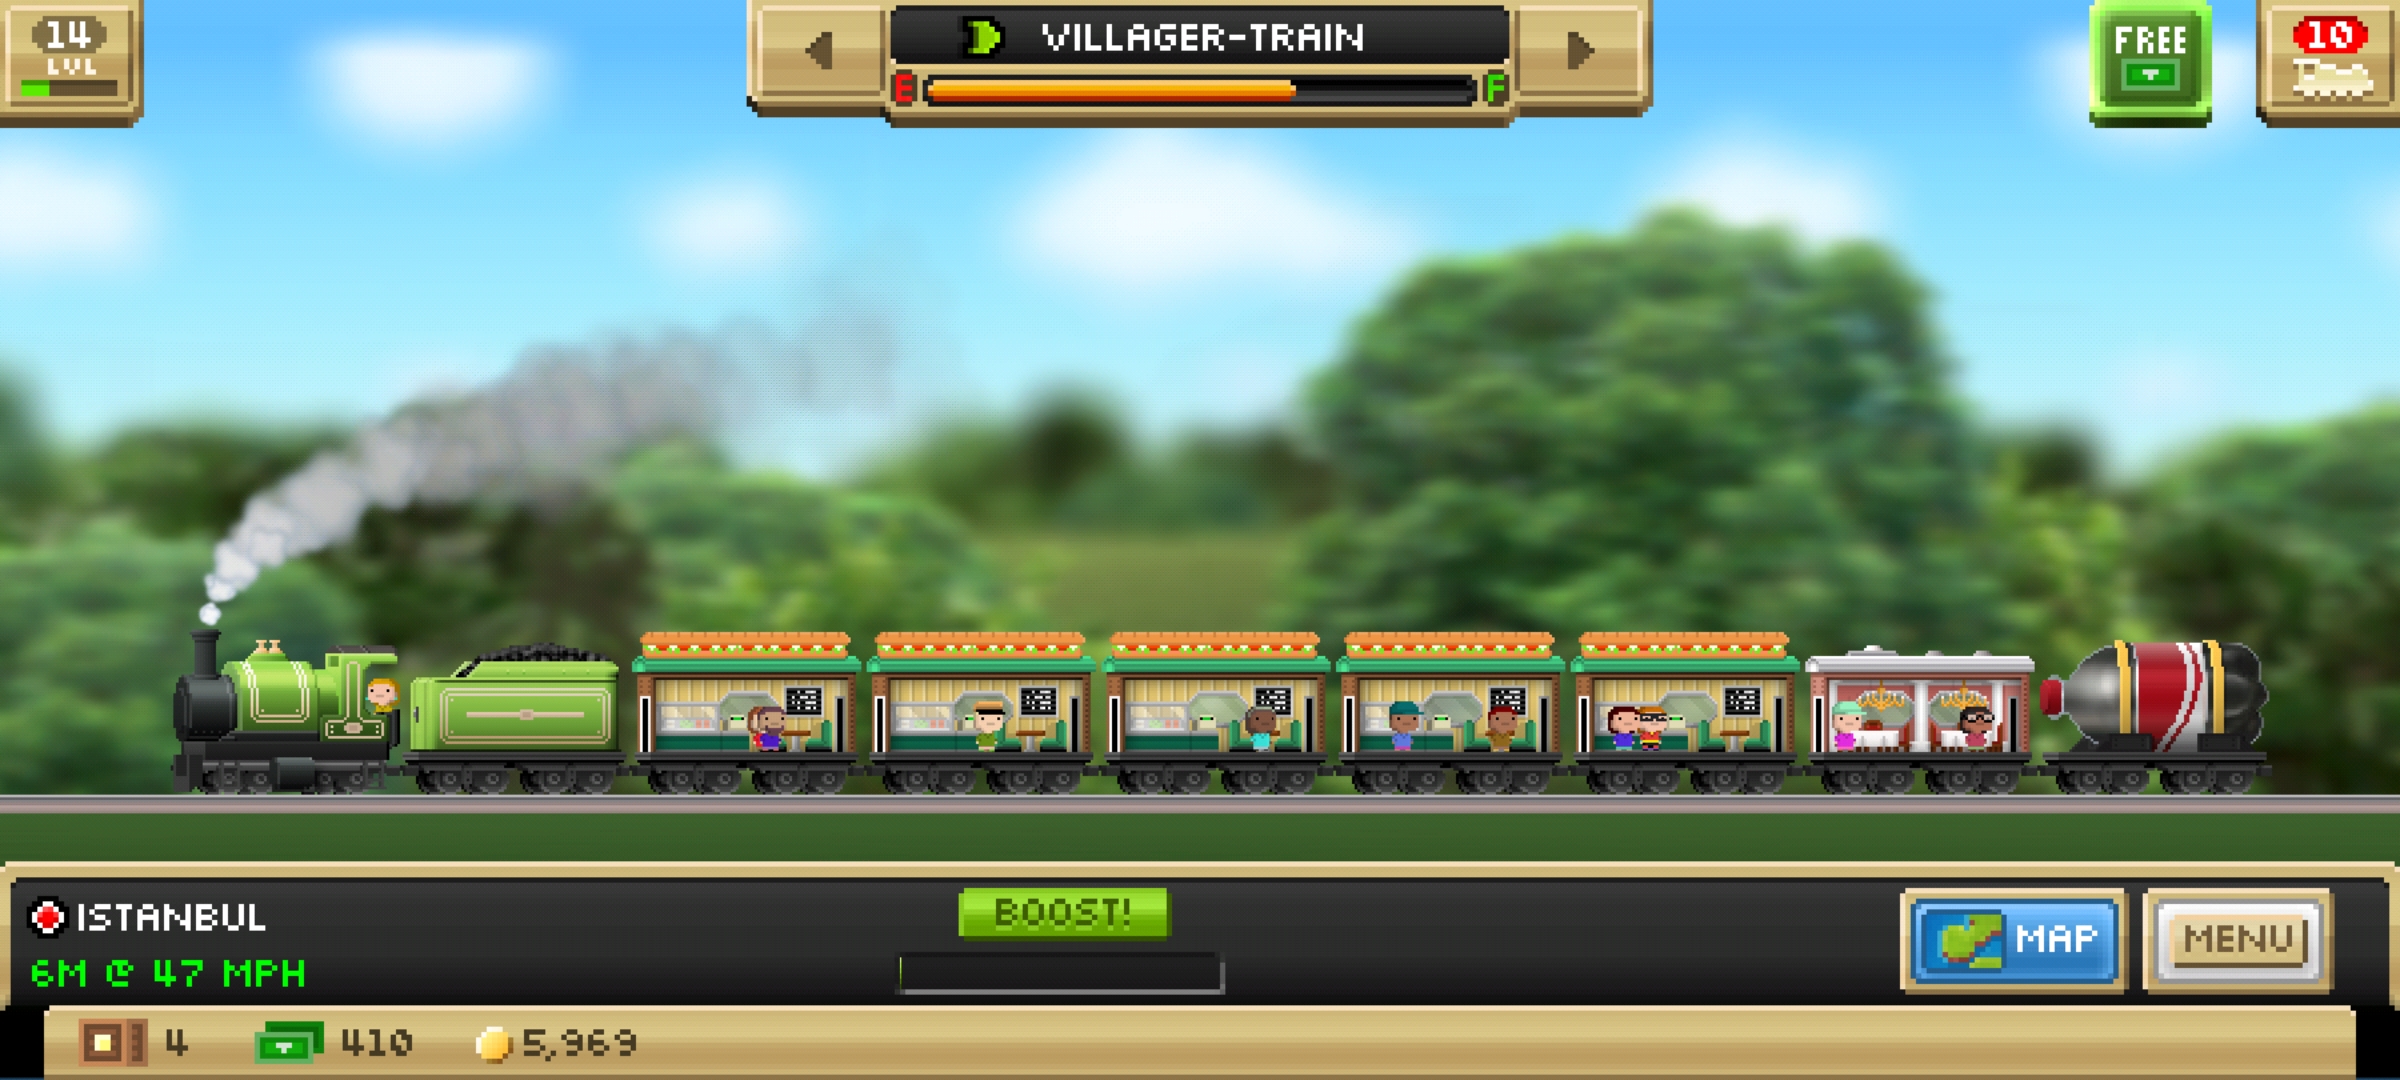 14
LVL
VILLAGER-TRAIN
E F
FREE
10
ISTANBUL
6M @ 47 MPH
BOOST!
MAP
MENU
4
410
5,969